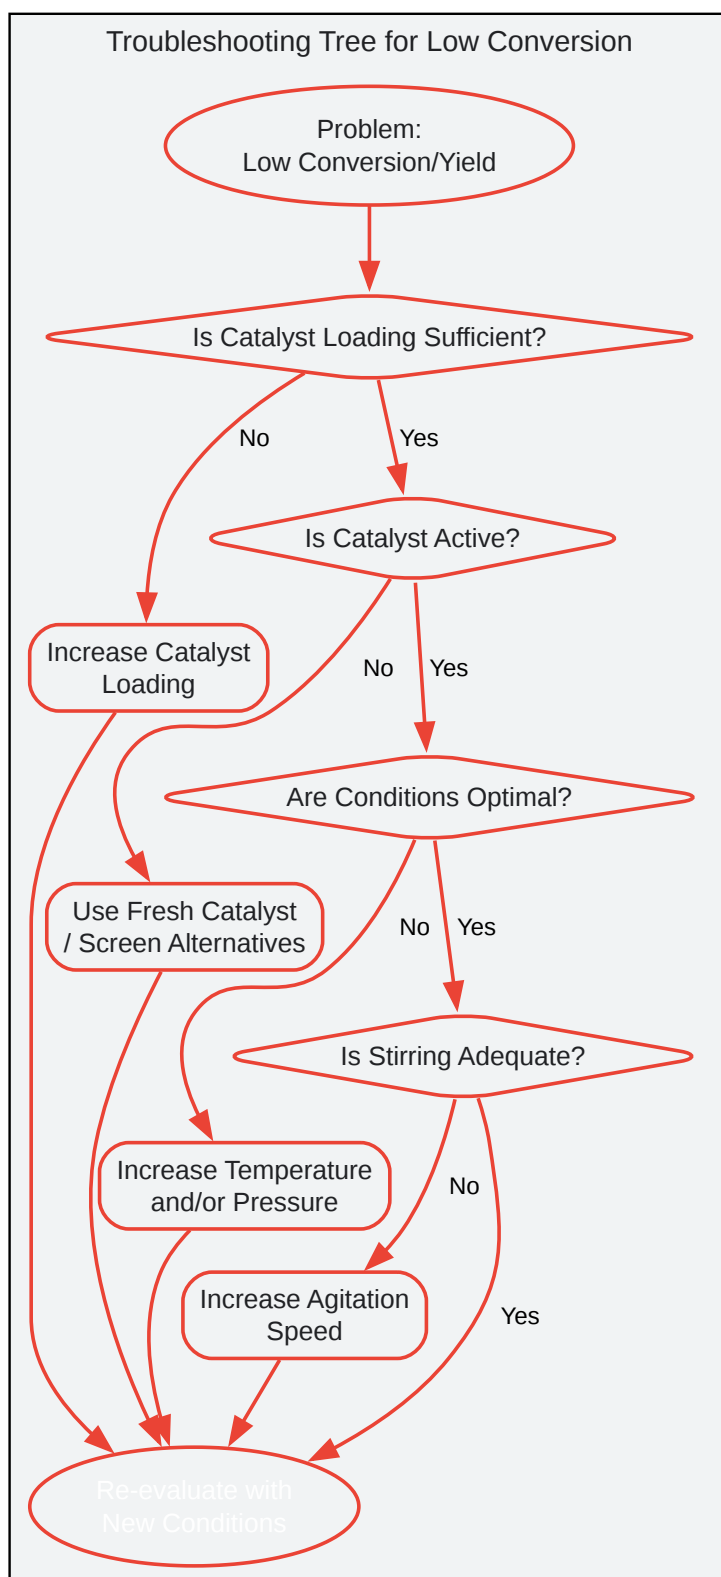 Troubleshooting Tree for Low Conversion
Problem:
Low Conversion/Yield
Is Catalyst Loading Sufficient?
No
Yes
Is Catalyst Active?
Increase Catalyst
Loading
No
Yes
Are Conditions Optimal?
Use Fresh Catalyst
/ Screen Alternatives
No
Yes
Is Stirring Adequate?
Increase Temperature
and/or Pressure
No
Increase Agitation
Speed
Yes
Re-evaluate with
New Conditions